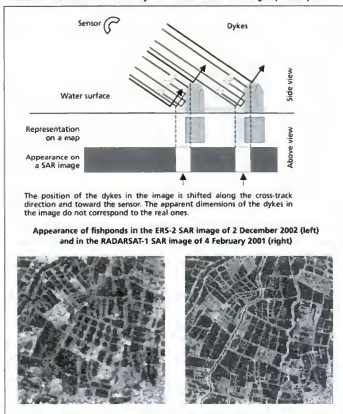 Sensor
Dykes
Water surface
Side view
Representation
on a map
Appearance on
a SAR image
Above view
The position of the dykes in the image is shifted along the cross-track
direction and toward the sensor. The apparent dimensions of the dykes in
the image do not correspond to the real ones.
Appearance of fishponds in the ERS-2 SAR image of 2 December 2002 (left)
and in the RADARSAT-1 SAR image of 4 February 2001 (right)